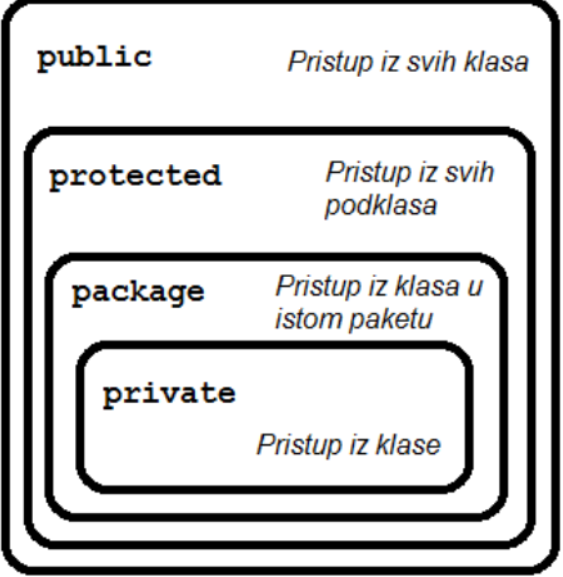 public
Pristup iz svih klasa
protected
Pristup iz svih
podklasa
package
Pristup iz klasa u
istom paketu
private
Pristup iz klase